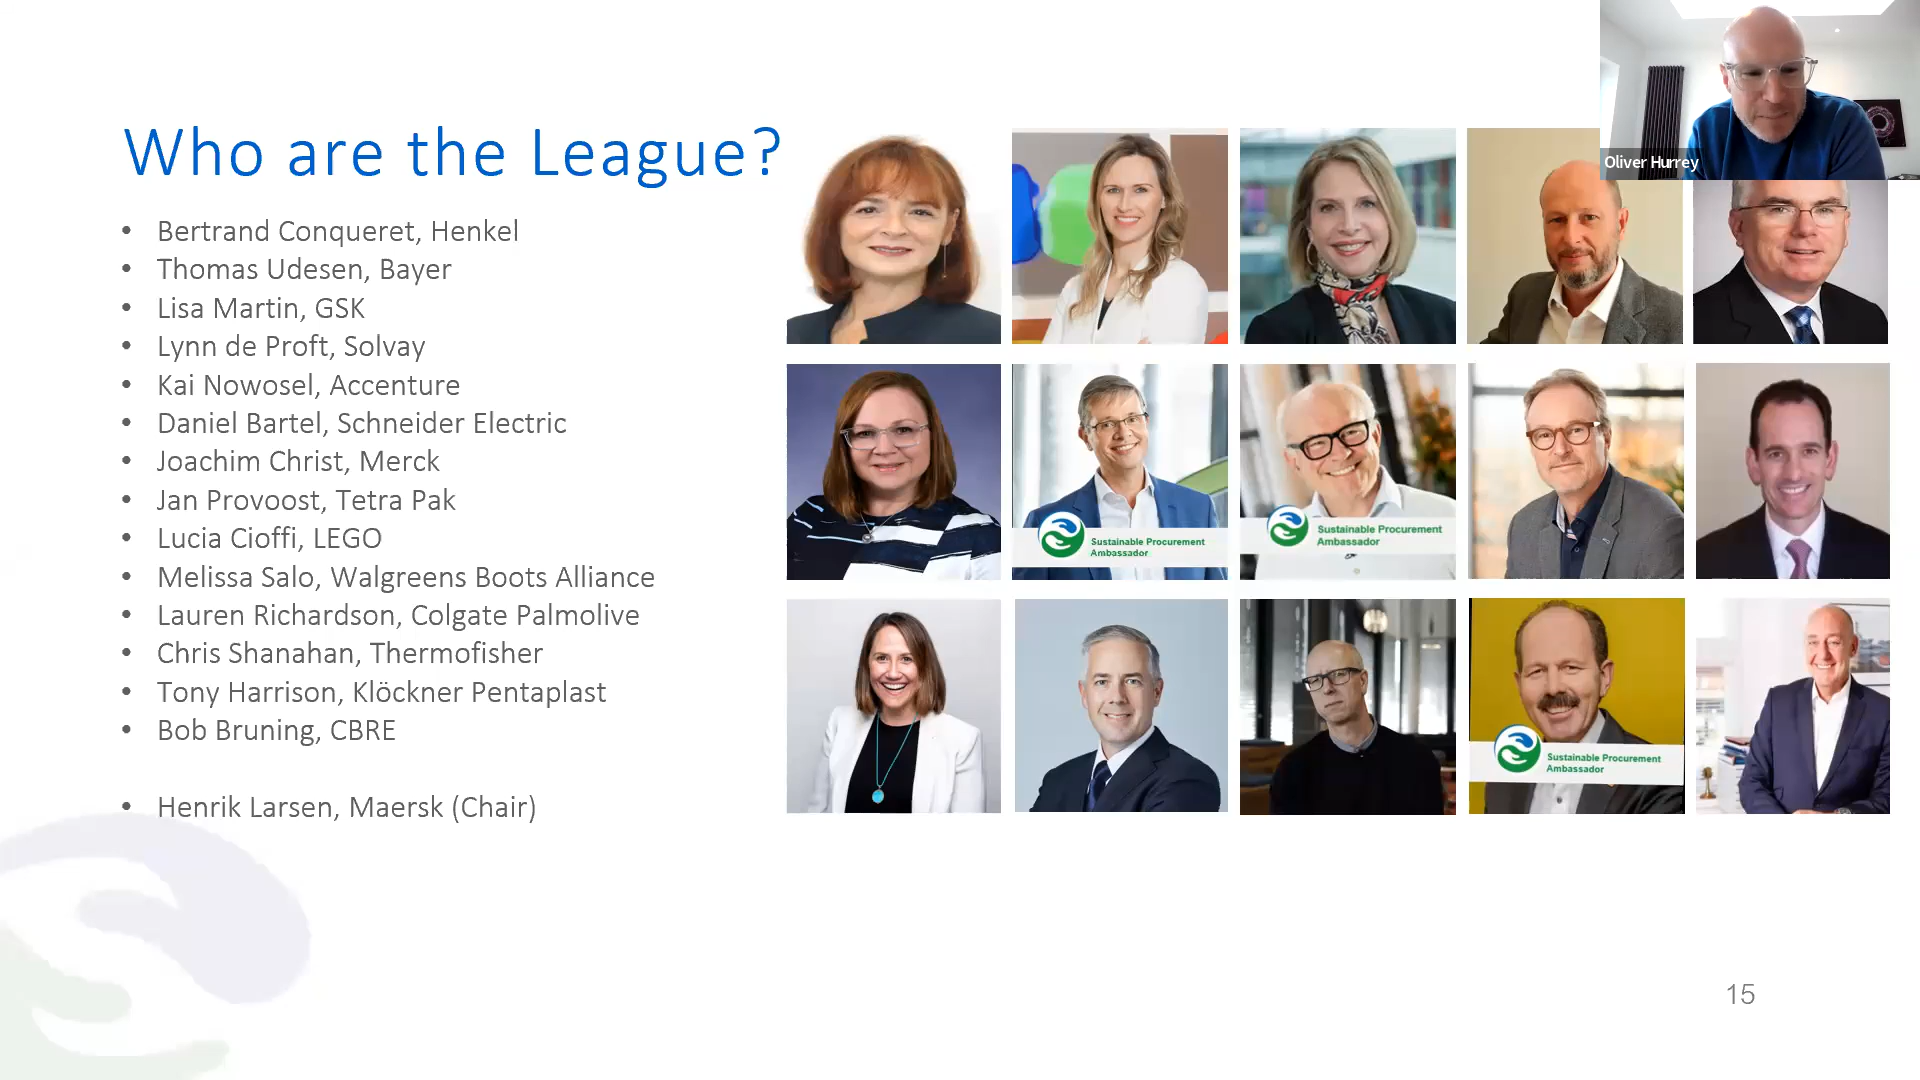 Who are the League?
Oliver Hurrey
• Bertrand Conqueret, Henkel
• Thomas Udesen, Bayer
• Lisa Martin, GSK
• Lynn de Proft, Solvay
• Kai Nowosel, Accenture
• Daniel Bartel, Schneider Electric
• Joachim Christ, Merck
• Jan Provoost, Tetra Pak
• Lucia Cioffi, LEGO
• Melissa Salo, Walgreens Boots Alliance
• Lauren Richardson, Colgate Palmolive
• Chris Shanahan, Thermofisher
• Tony Harrison, Klöckner Pentaplast
• Bob Bruning, CBRE
• Henrik Larsen, Maersk (Chair)
Sustainable Procurement
Ambassador
Sustainable Procurement
Ambassador
Sustainable Procurement
Ambassador
15